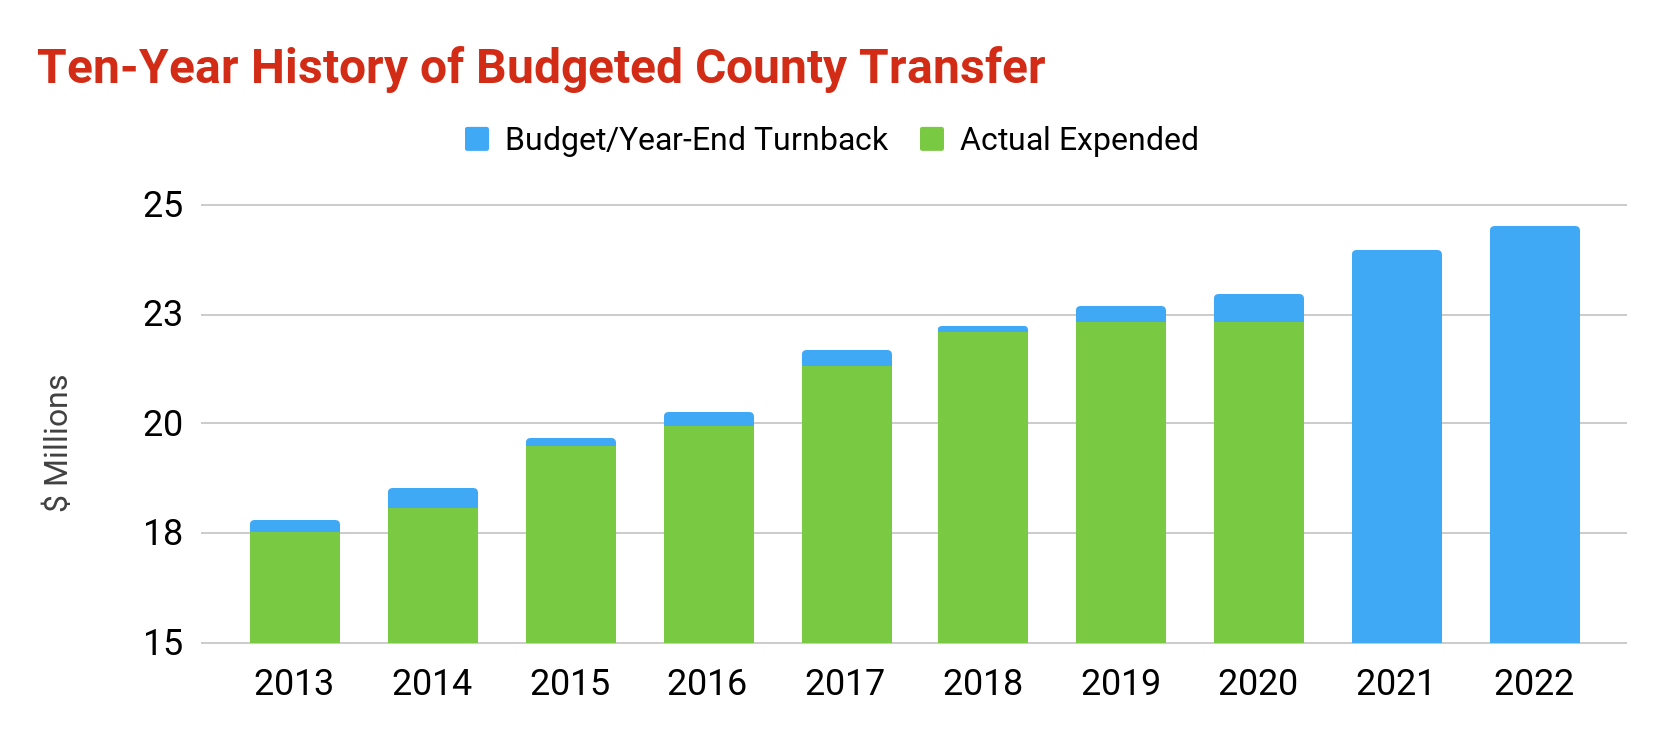 Ten-Year History of Budgeted County Transfer
Budget/Year-End Turnback Actual Expended
25
23
20
18
15
$ Millions
2013 2014 2015 2016 2017 2018 2019 2020 2021 2022